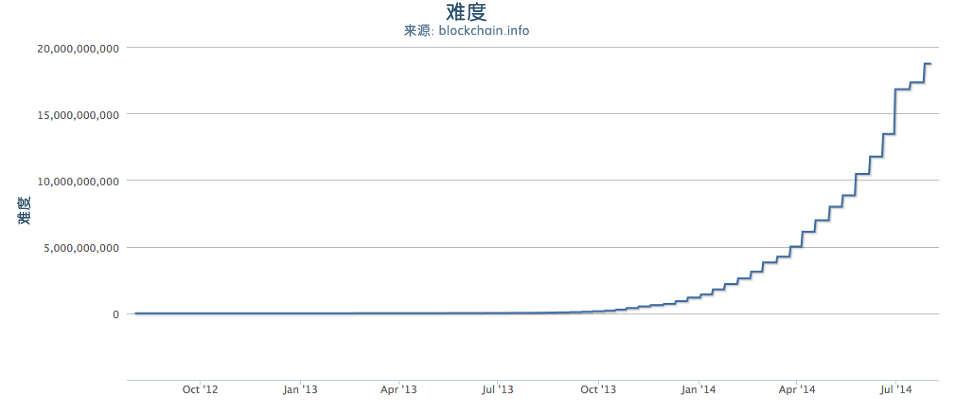 难度
来源: blockchain.info
20,000,000,000
15,000,000,000
10,000,000,000
5,000,000,000
0
难度
Oct '12 Jan '13 Apr '13 Jul '13 Oct '13 Jan '14 Apr '14 Jul '14